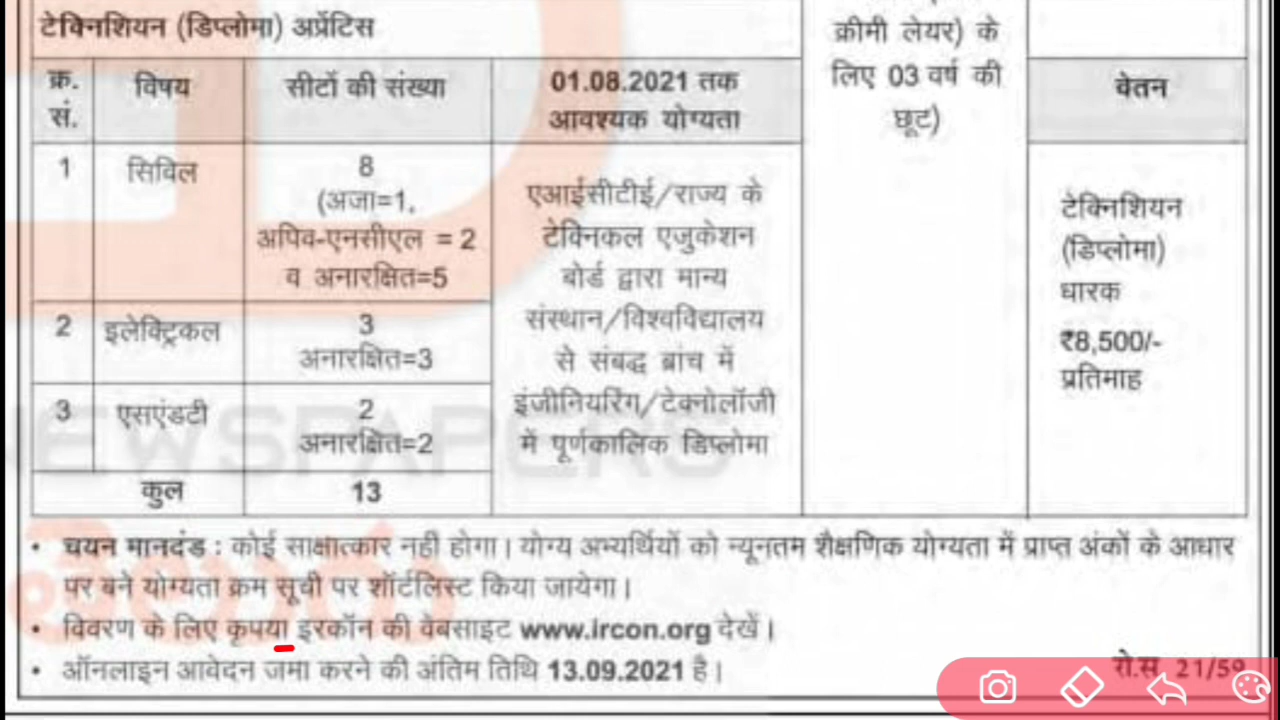 टेक्निशियन (डिप्लोमा) अप्रेंटिस
क्रीमी लेयर) के
लिए 03 वर्ष की
छूट)
क्र. सं.
विषय
सीटों की संख्या
01.08.2021 तक
आवश्यक योग्यता
वेतन
1
सिविल
8
(अजा=1,
अपिव-एनसीएल = 2
व अनारक्षित=5
2
इलेक्ट्रिकल
3
अनारक्षित=3
3
एसएंडटी
2
अनारक्षित=2
कुल
13
एआईसीटीई/राज्य के
टेक्निकल एजुकेशन
बोर्ड द्वारा मान्य
संस्थान/विश्वविद्यालय
से संबद्ध ब्रांच में
इंजीनियरिंग/टेक्नोलॉजी
में पूर्णकालिक डिप्लोमा
टेक्निशियन
(डिप्लोमा)
धारक
₹8,500/-
प्रतिमाह
• चयन मानदंड : कोई साक्षात्कार नही होगा। योग्य अभ्यर्थियों को न्यूनतम शैक्षणिक योग्यता में प्राप्त अंकों के आधार
पर बने योग्यता क्रम सूची पर शॉर्टलिस्ट किया जायेगा।
• विवरण के लिए कृपया इरकॉन की वेबसाइट www.ircon.org देखें।
• ऑनलाइन आवेदन जमा करने की अंतिम तिथि 13.09.2021 है।
रो.स. 21/59
NEWSPAPERS